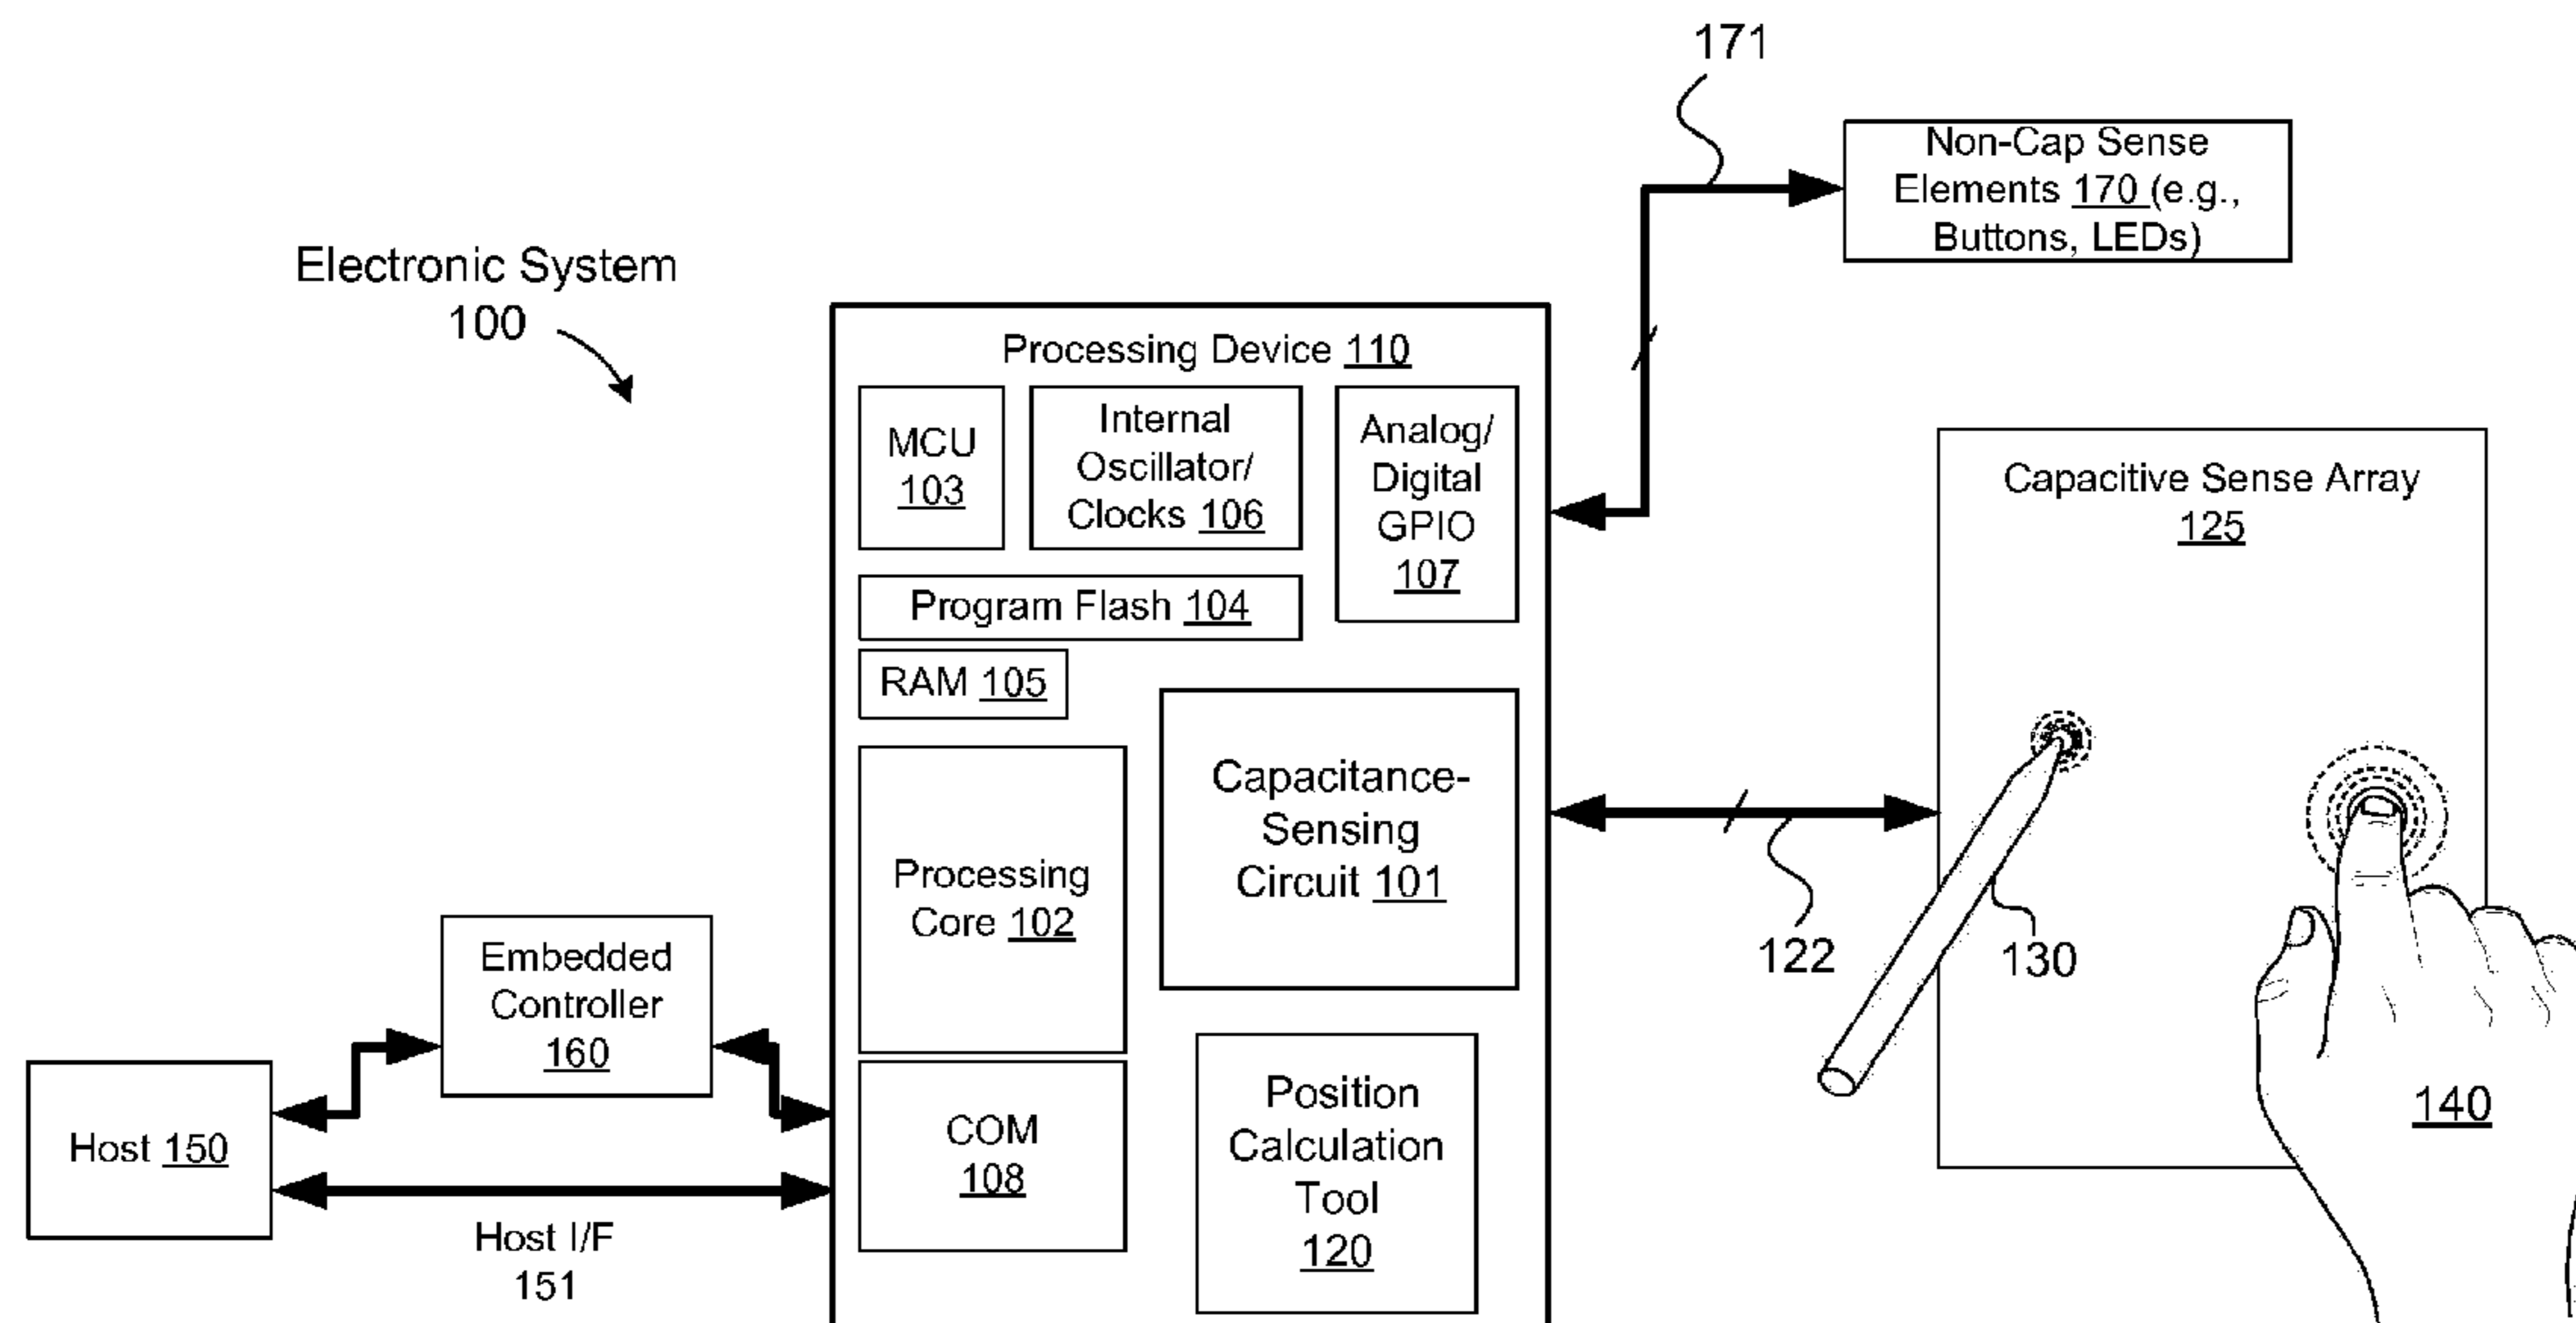 171
Non-Cap Sense
Elements 170 (e.g.,
Buttons, LEDs)
Electronic System
100
Processing Device 110
MCU
103
Internal
Oscillator/
Clocks 106
Analog/
Digital
GPIO
107
Program Flash 104
RAM 105
Capacitive Sense Array
125
Capacitance-
Sensing
Circuit 101
Processing
Core 102
122
130
140
Embedded
Controller
160
Host 150
COM
108
Position
Calculation
Tool
120
Host I/F
151